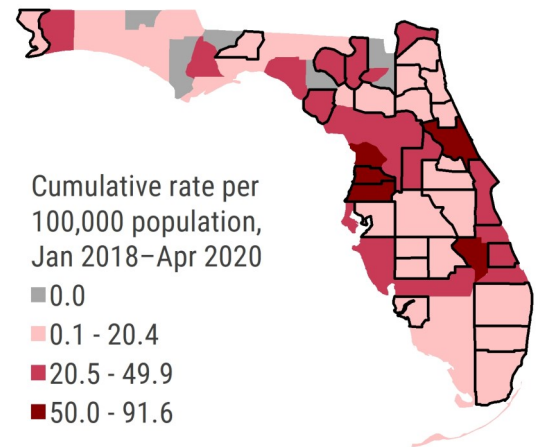 Cumulative rate per
100,000 population,
Jan 2018–Apr 2020
0.0
0.1 - 20.4
20.5 - 49.9
50.0 - 91.6